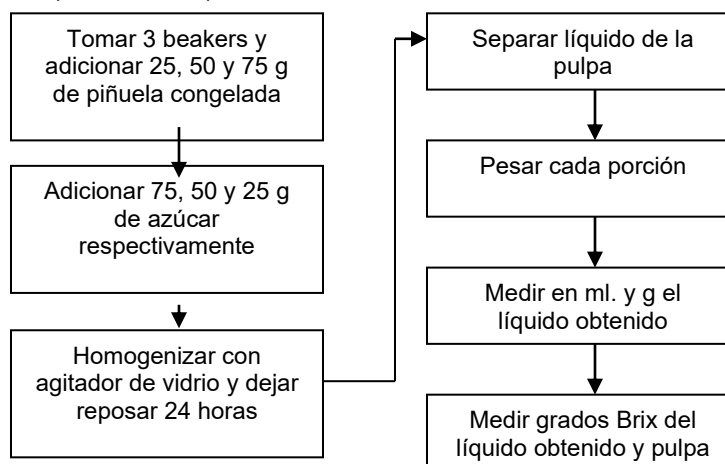 Tomar 3 beakers y
adicionar 25, 50 y 75 g
de piñuela congelada
Adicionar 75, 50 y 25 g
de azúcar
respectivamente
Homogenizar con
agitador de vidrio y dejar
reposar 24 horas
Separar líquido de la
pulpa
Pesar cada porción
Medir en ml. y g el
líquido obtenido
Medir grados Brix del
líquido obtenido y pulpa